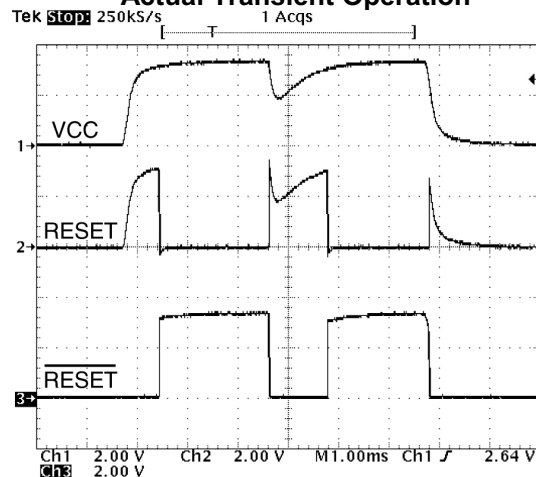 Actual Transient Operation
Tek Stop: 250kS/s 1 Acqs
[ T ]
VCC
1
RESET
2
RESET
3
Ch1 2.00 V Ch2 2.00 V M1.00ms Ch1 ∫ 2.64 V
Ch3 2.00 V